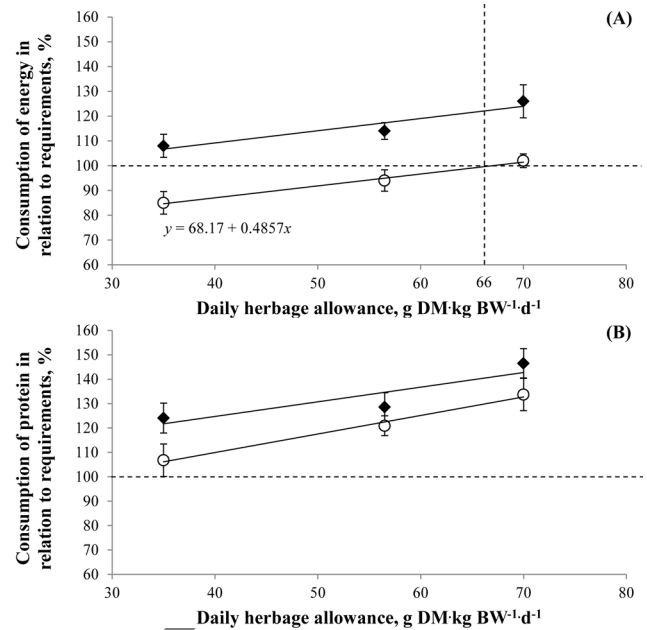 (A)
Consumption of energy in
relation to requirements, %
160
150
140
130
120
110
100
90
80
70
60
y = 68.17 + 0.4857x
30 40 50 60 66 70 80
Daily herbage allowance, g DM·kg BW⁻¹·d⁻¹
(B)
Consumption of protein in
relation to requirements, %
160
150
140
130
120
110
100
90
80
70
60
30 40 50 60 70 80
Daily herbage allowance, g DM·kg BW⁻¹·d⁻¹